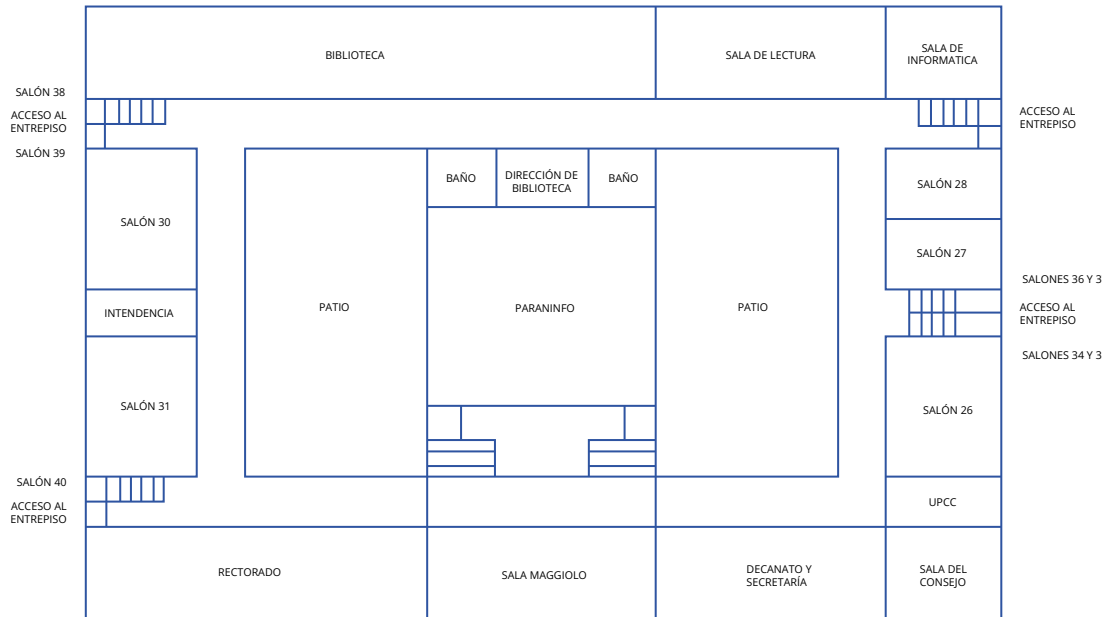 BIBLIOTECA
SALA DE LECTURA
SALA DE
INFORMATICA
SALÓN 38
ACCESO AL
ENTREPISO
SALÓN 39
ACCESO AL
ENTREPISO
BAÑO
DIRECCIÓN DE
BIBLIOTECA
BAÑO
SALÓN 28
SALÓN 30
SALÓN 27
SALONES 36 Y 3
INTENDENCIA
PATIO
PARANINFO
PATIO
ACCESO AL
ENTREPISO
SALONES 34 Y 3
SALÓN 31
SALÓN 26
SALÓN 40
ACCESO AL
ENTREPISO
UPCC
RECTORADO
SALA MAGGIOLO
DECANATO Y
SECRETARÍA
SALA DEL
CONSEJO